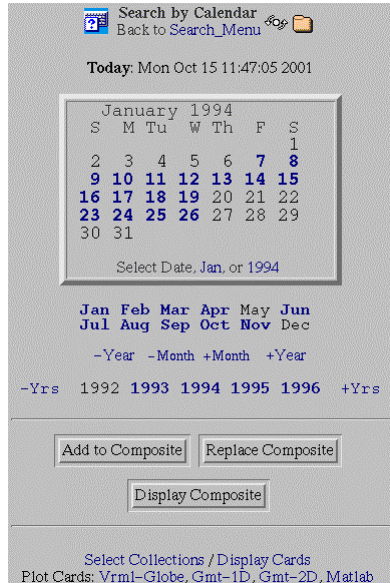 Search by Calendar
Back to Search_Menu
Today: Mon Oct 15 11:47:05 2001
January 1994
S M Tu W Th F S
1
2 3 4 5 6 7 8
9 10 11 12 13 14 15
16 17 18 19 20 21 22
23 24 25 26 27 28 29
30 31
Select Date, Jan, or 1994
Jan Feb Mar Apr May Jun
Jul Aug Sep Oct Nov Dec
-Year -Month +Month +Year
-Yrs 1992 1993 1994 1995 1996 +Yrs
Add to Composite Replace Composite
Display Composite
Select Collections / Display Cards
Plot Cards: Vrml-Globe, Gmt-1D, Gmt-2D, Matlab